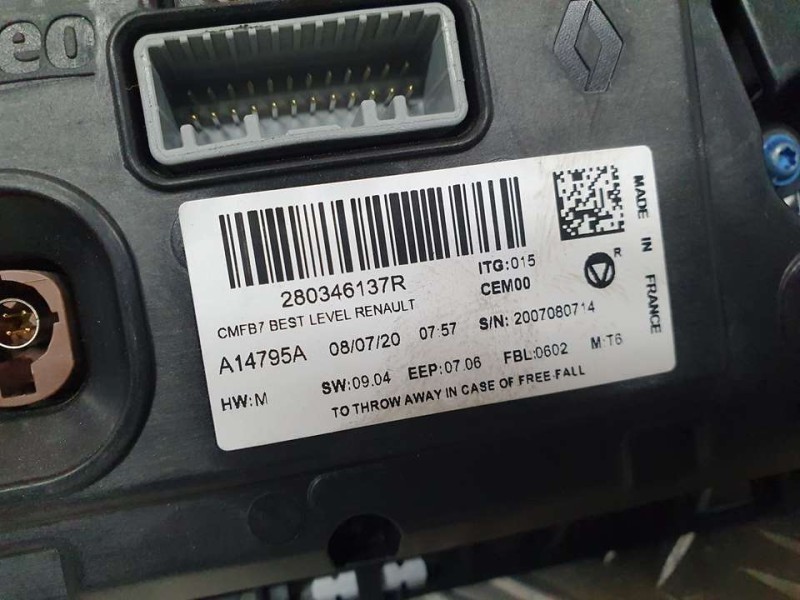 eo
280346137R
ITG:015
CEM00
R
CMFB7 BEST LEVEL RENAULT
A14795A 08/07/20 07:57 S/N: 2007080714
HW:M SW:09.04 EEP:07.06 FBL:0602 M:T6
TO THROW AWAY IN CASE OF FREE-FALL
MADE IN FRANCE